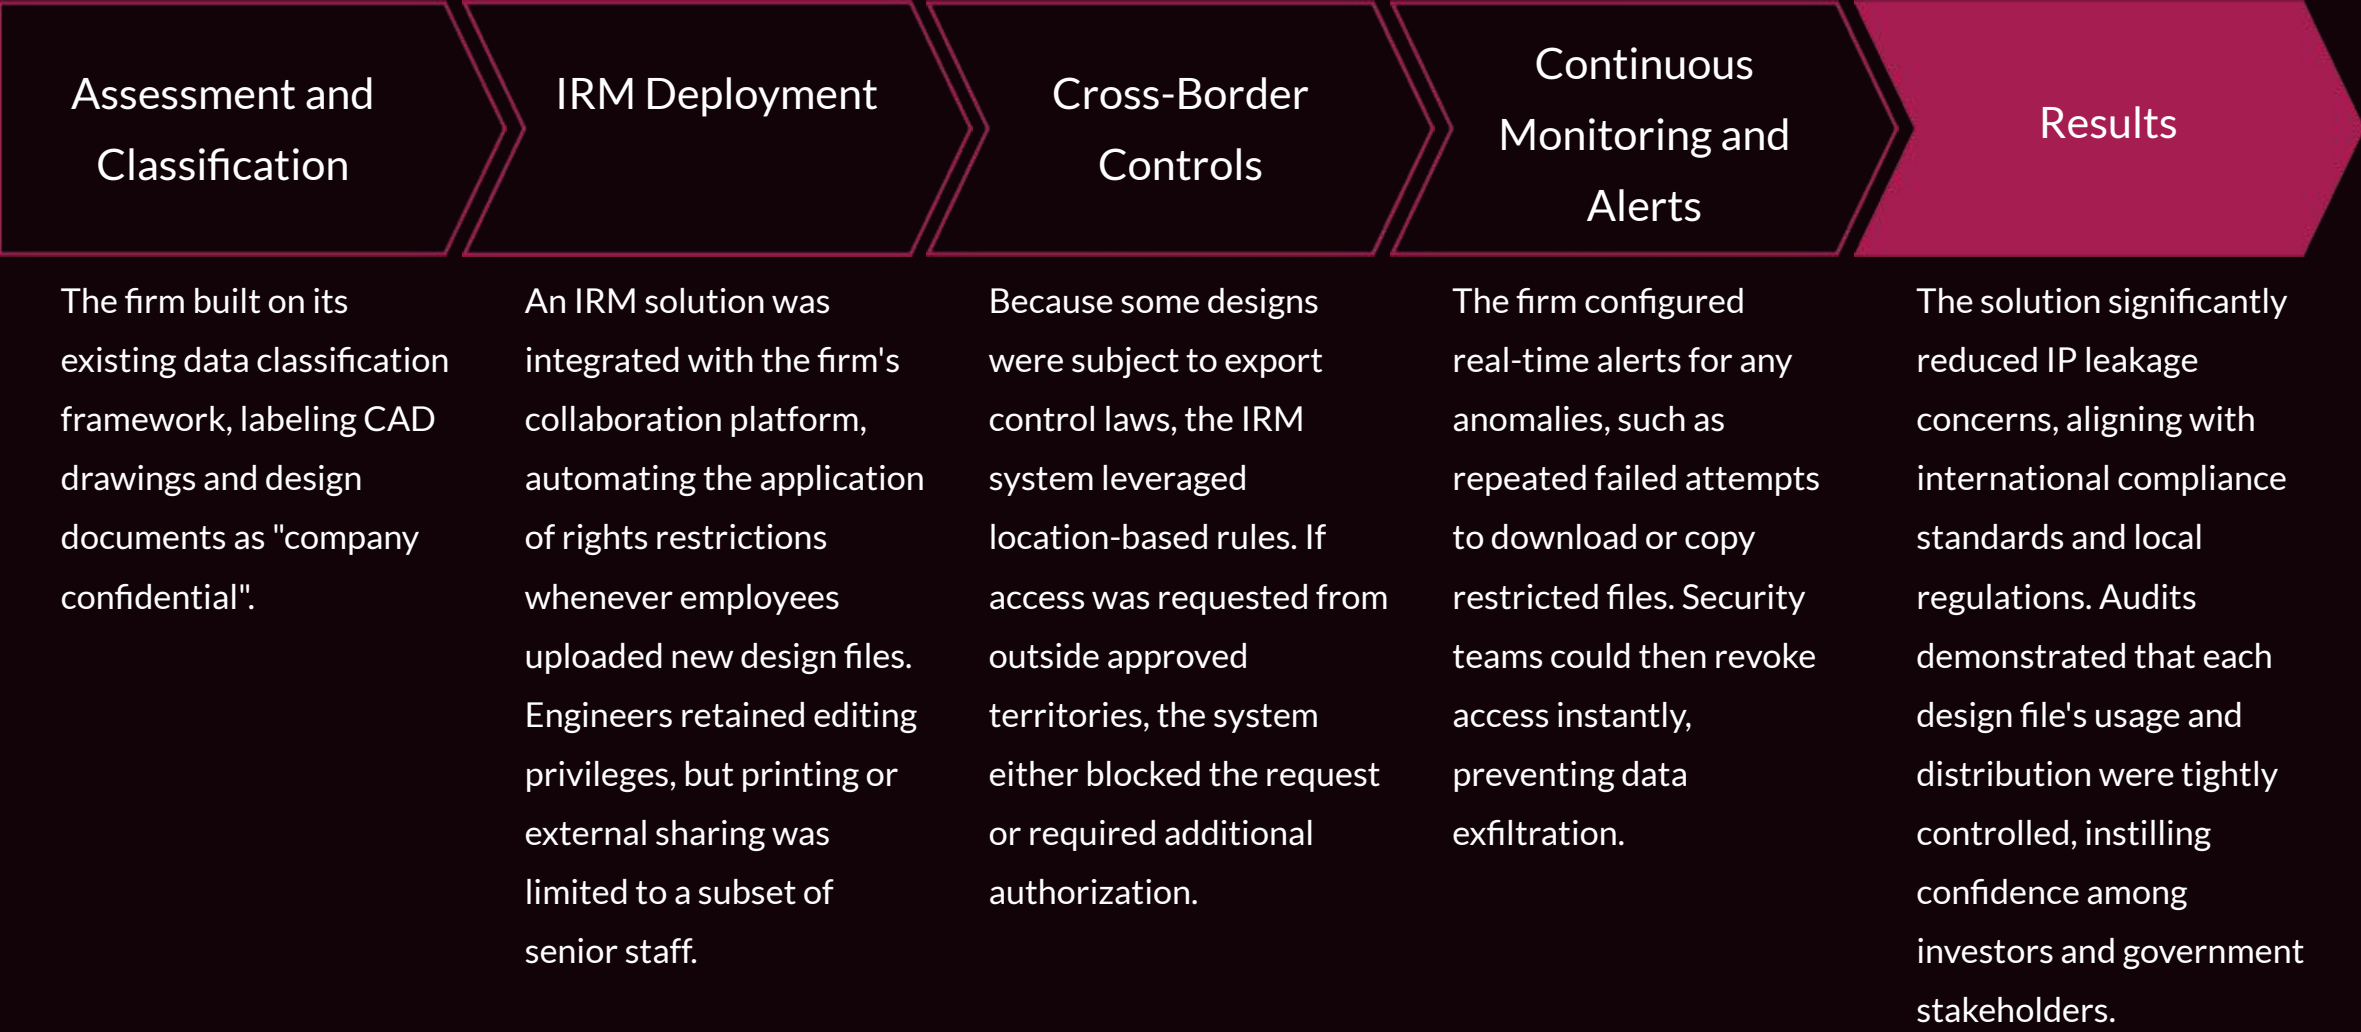 Assessment and
Classification
The firm built on its
existing data classification
framework, labeling CAD
drawings and design
documents as "company
confidential".
IRM Deployment
An IRM solution was
integrated with the firm's
collaboration platform,
automating the application
of rights restrictions
whenever employees
uploaded new design files.
Engineers retained editing
privileges, but printing or
external sharing was
limited to a subset of
senior staff.
Cross-Border
Controls
Because some designs
were subject to export
control laws, the IRM
system leveraged
location-based rules. If
access was requested from
outside approved
territories, the system
either blocked the request
or required additional
authorization.
Continuous
Monitoring and
Alerts
The firm configured
real-time alerts for any
anomalies, such as
repeated failed attempts
to download or copy
restricted files. Security
teams could then revoke
access instantly,
preventing data
exfiltration.
Results
The solution significantly
reduced IP leakage
concerns, aligning with
international compliance
standards and local
regulations. Audits
demonstrated that each
design file's usage and
distribution were tightly
controlled, instilling
confidence among
investors and government
stakeholders.